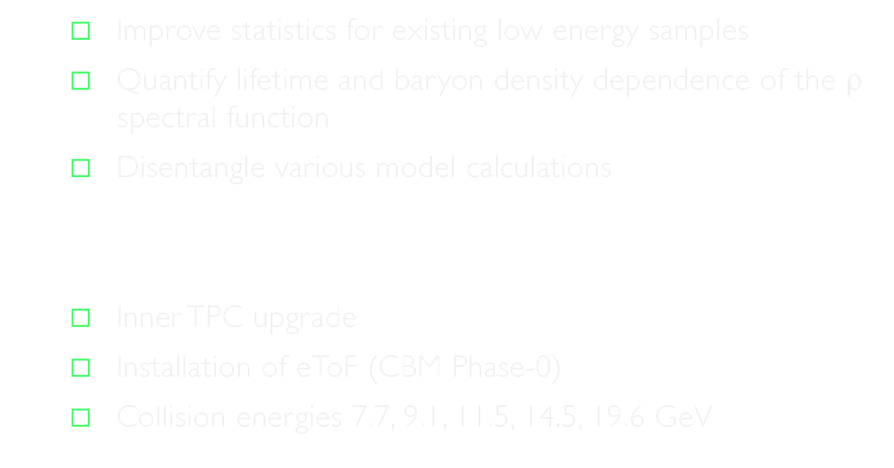 Improve statistics for existing low energy samples
Quantify lifetime and baryon density dependence of the ρ
spectral function
Disentangle various model calculations
Inner TPC upgrade
Installation of eToF (CBM Phase-0)
Collision energies 7.7, 9.1, 11.5, 14.5, 19.6 GeV